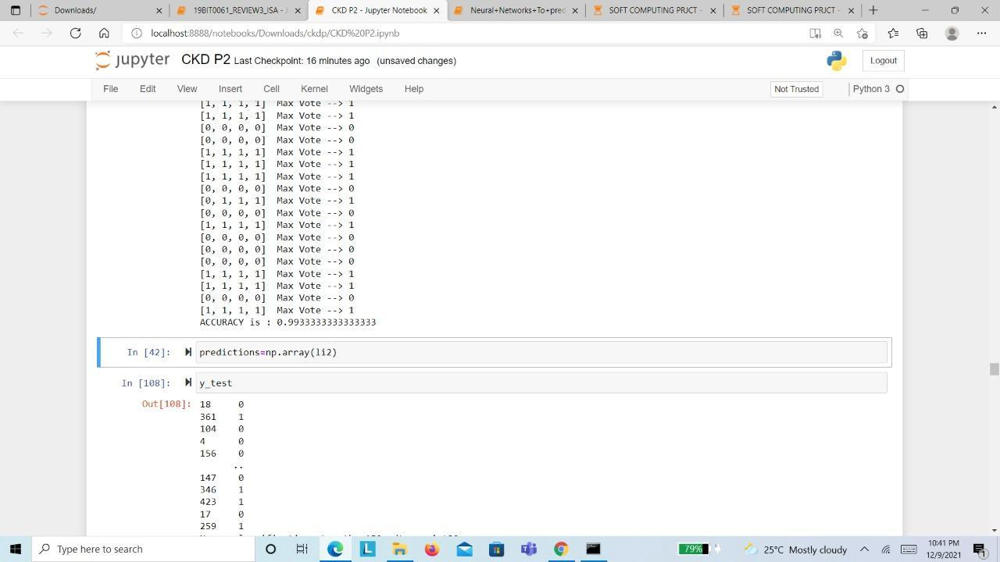 Downloads/
19BIT0061_REVIEW3_ISA - J
CKD P2 - Jupyter Notebook
Neural+Networks+To+pred
SOFT COMPUTING PRJCT -
SOFT COMPUTING PRJCT -
localhost:8888/notebooks/Downloads/ckdp/CKD%20P2.ipynb
jupyter CKD P2 Last Checkpoint: 16 minutes ago (unsaved changes)
Logout
File Edit View Insert Cell Kernel Widgets Help
Not Trusted
Python 3
[1, 1, 1, 1] Max Vote --> 1
[1, 1, 1, 1] Max Vote --> 1
[0, 0, 0, 0] Max Vote --> 0
[0, 0, 0, 0] Max Vote --> 0
[1, 1, 1, 1] Max Vote --> 1
[1, 1, 1, 1] Max Vote --> 1
[1, 1, 1, 1] Max Vote --> 1
[0, 0, 0, 0] Max Vote --> 0
[0, 1, 1, 1] Max Vote --> 1
[0, 0, 0, 0] Max Vote --> 0
[1, 1, 1, 1] Max Vote --> 1
[0, 0, 0, 0] Max Vote --> 0
[0, 0, 0, 0] Max Vote --> 0
[0, 0, 0, 0] Max Vote --> 0
[1, 1, 1, 1] Max Vote --> 1
[1, 1, 1, 1] Max Vote --> 1
[0, 0, 0, 0] Max Vote --> 0
[1, 1, 1, 1] Max Vote --> 1
ACCURACY is : 0.9933333333333333
In [42]: predictions=np.array(li2)
In [108]: y_test
Out[108]: 18 0
361 1
104 0
4 0
156 0
..
147 0
346 1
423 1
17 0
259 1
Type here to search
79%
25°C Mostly cloudy
10:41 PM
12/9/2021
1